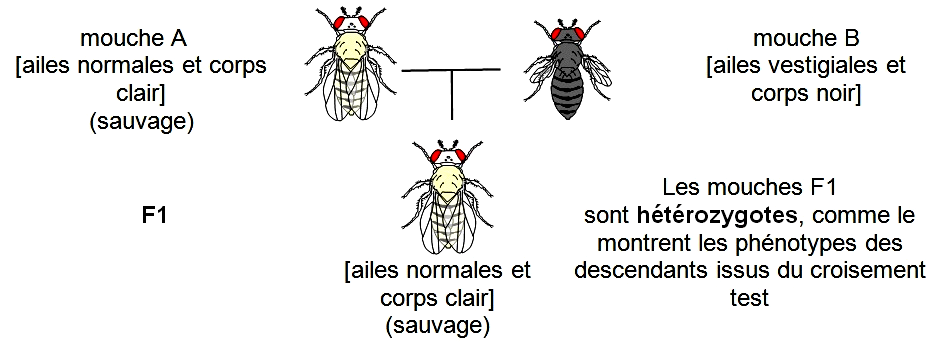 mouche A
[ailes normales et corps
clair]
(sauvage)
mouche B
[ailes vestigiales et
corps noir]
F1
[ailes normales et
corps clair]
(sauvage)
Les mouches F1
sont hétérozygotes, comme le
montrent les phénotypes des
descendants issus du croisement
test